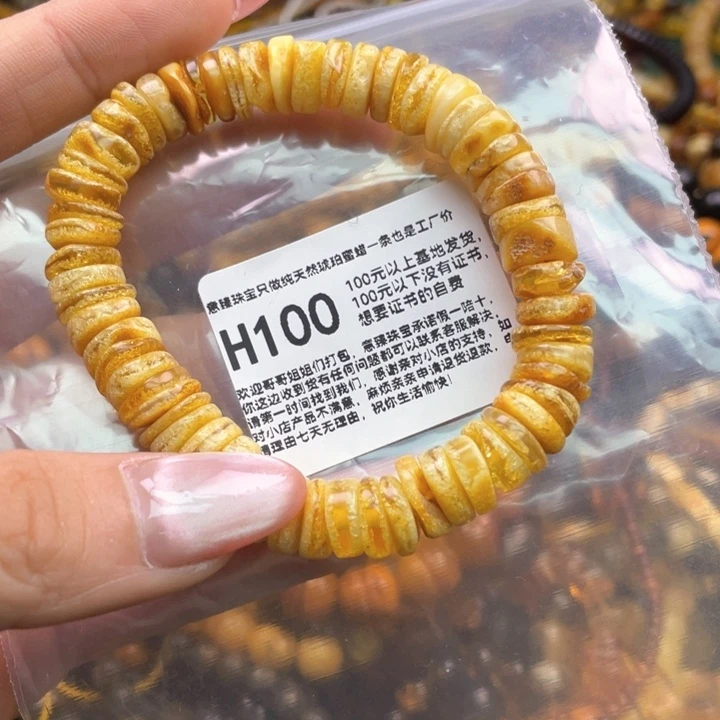 意臻珠宝只做纯天然琥珀蜜蜡一条也是工厂价
H100
100元以上基地发货,
100元以下没有证书,
想要证书的自费
欢迎哥哥姐姐们打包,意臻珠宝承诺假一赔十,
你这边收到货有任何问题都可以联系客服解决,
请第一时间找到我们,感谢亲对小店的支持,如
对小店产品不满意,麻烦亲亲申请退货退款,申
请理由七天无理由,祝你生活愉快!